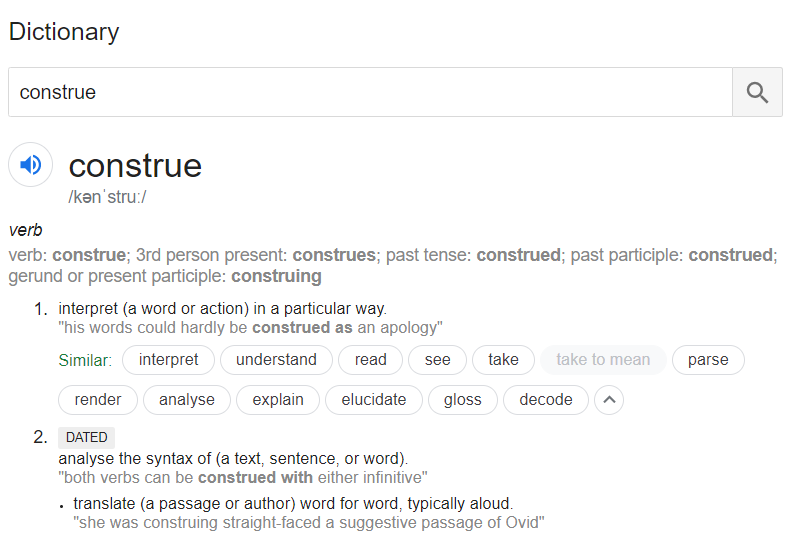 Dictionary
construe
construe
/kənˈstruː/
verb
verb: construe; 3rd person present: construes; past tense: construed; past participle: construed;
gerund or present participle: construing
1. interpret (a word or action) in a particular way.
"his words could hardly be construed as an apology"
Similar: interpret understand read see take take to mean parse
render analyse explain elucidate gloss decode
2. DATED
analyse the syntax of (a text, sentence, or word).
"both verbs can be construed with either infinitive"
• translate (a passage or author) word for word, typically aloud.
"she was construing straight-faced a suggestive passage of Ovid"